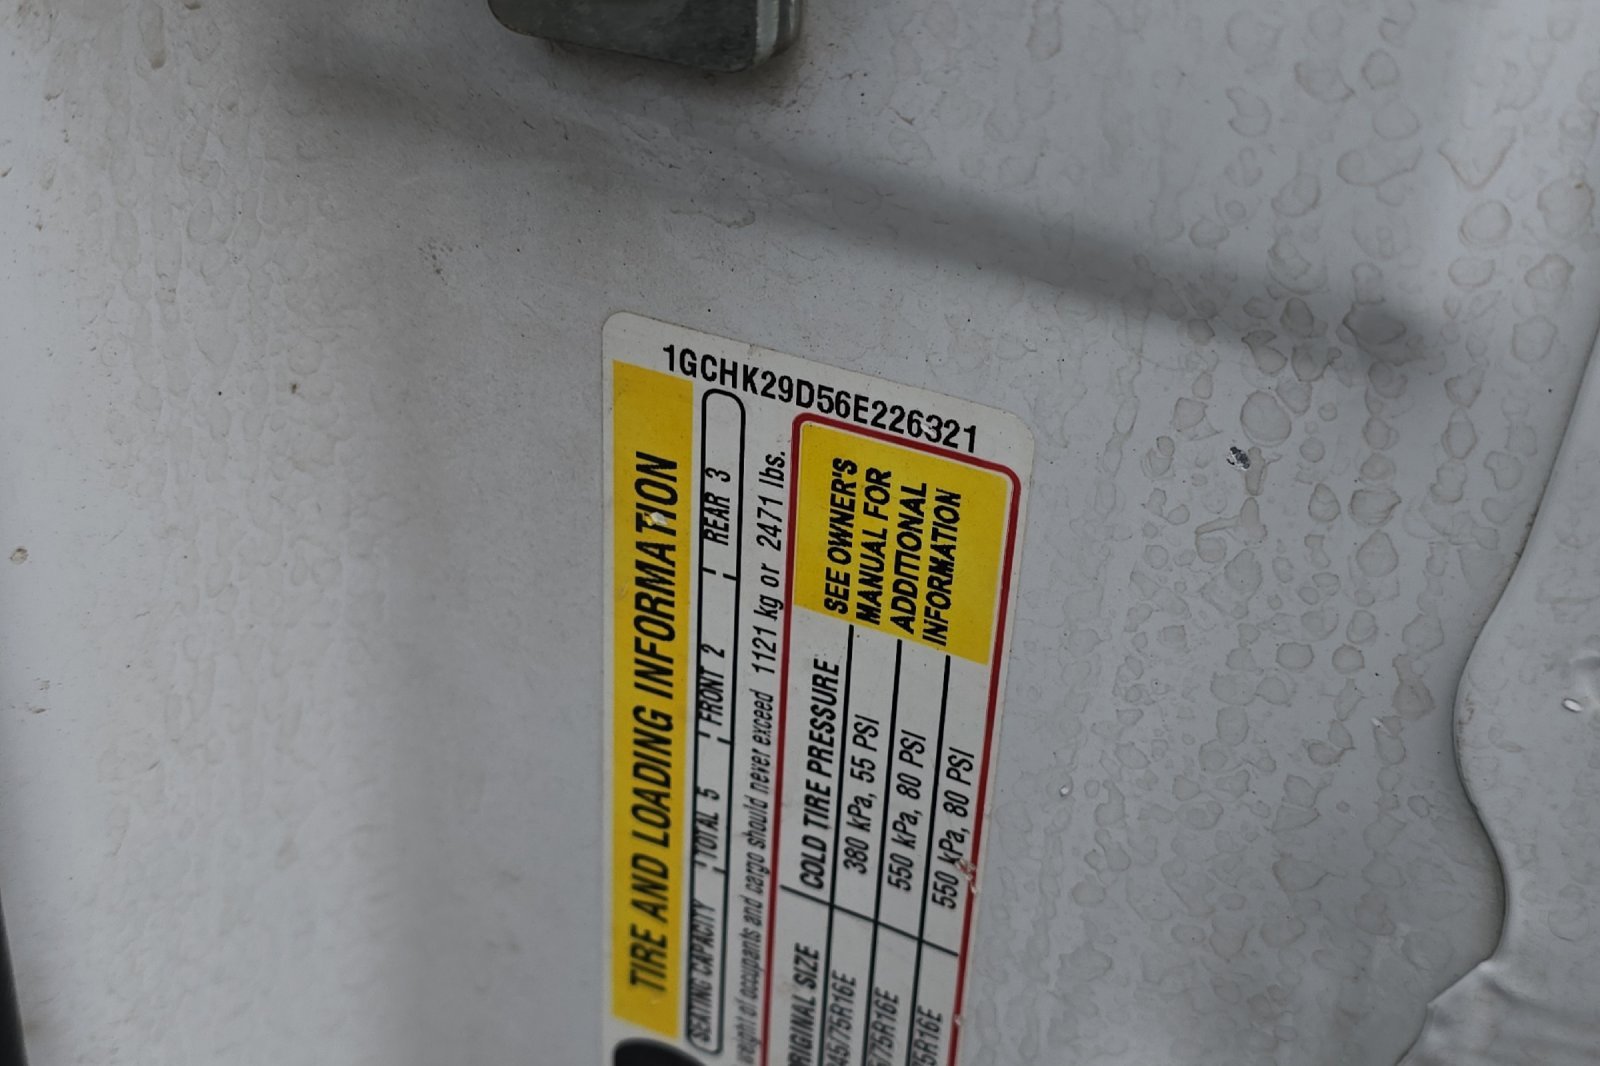 1GCHK29D56E226321
TIRE AND LOADING INFORMATION
SEATING CAPACITY TOTAL 5 FRONT 2 REAR 3
weight of occupants and cargo should never exceed 1121 kg or 2471 lbs.
COLD TIRE PRESSURE
380 kPa, 55 PSI
550 kPa, 80 PSI
550 kPa, 80 PSI
SEE OWNER'S
MANUAL FOR
ADDITIONAL
INFORMATION
SIZE